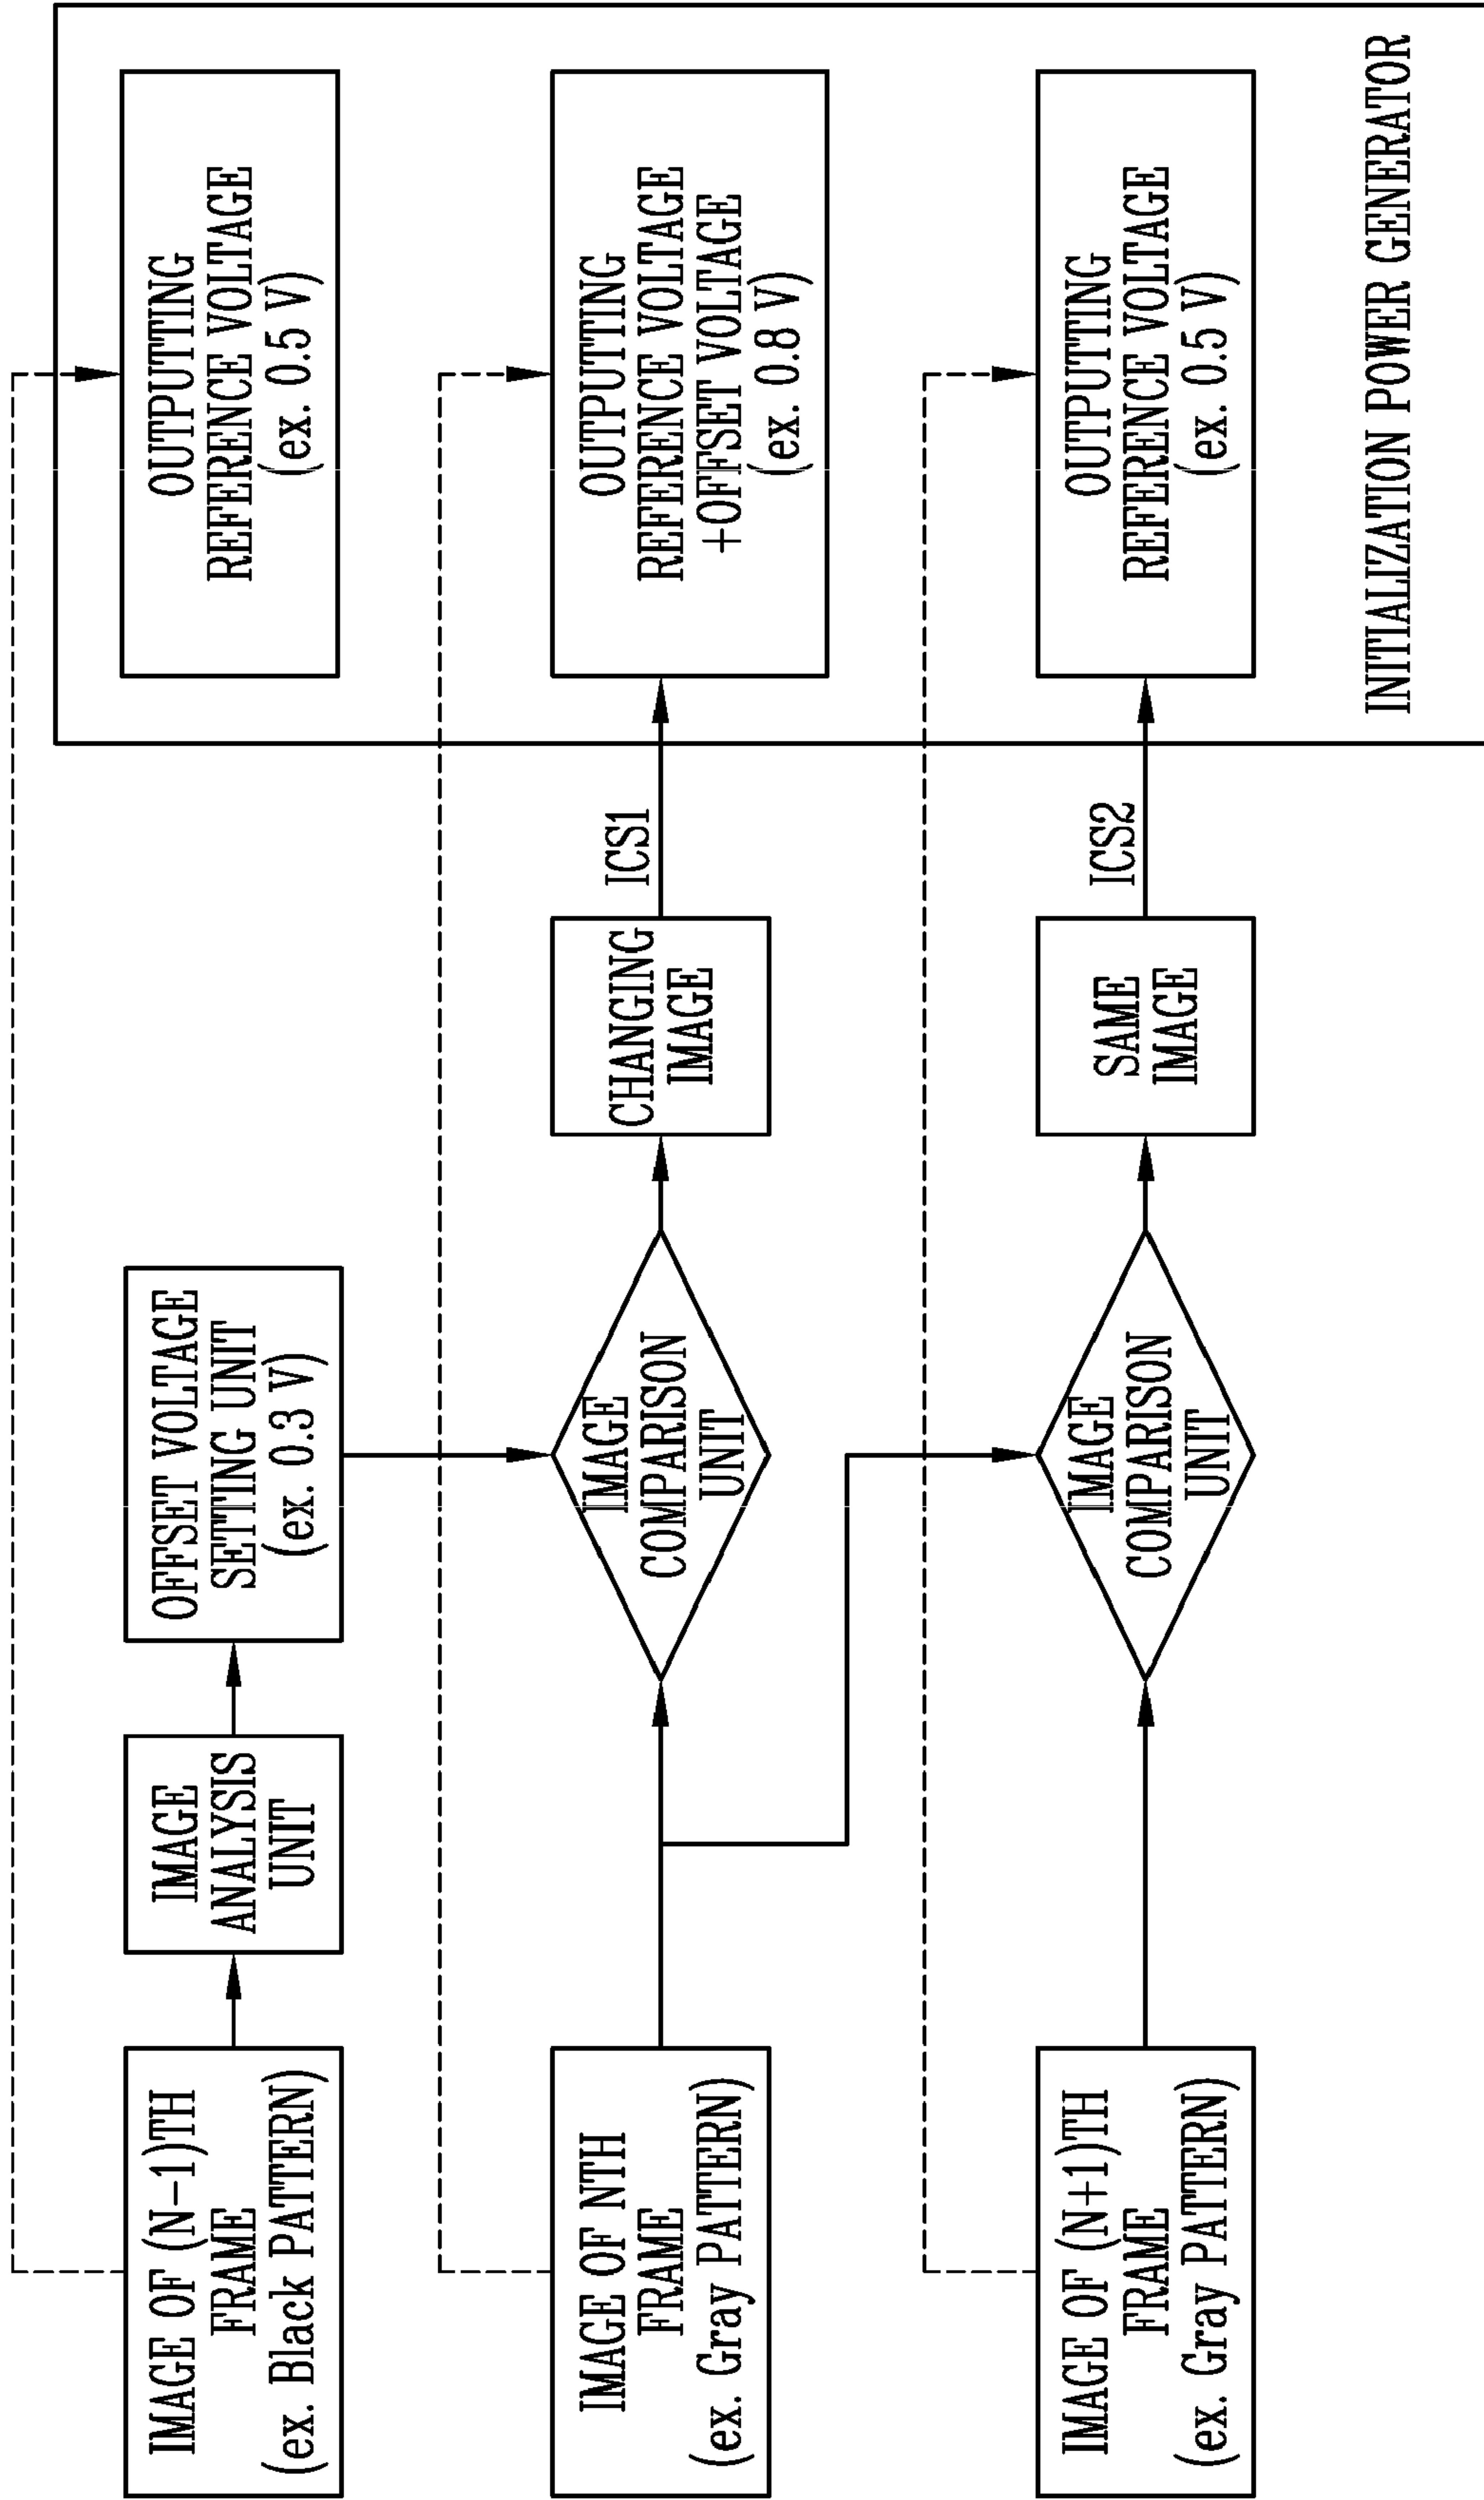 IMAGE OF (N-1)TH
FRAME
(ex. Black PATTERN)
IMAGE
ANALYSIS
UNIT
OFFSET VOLTAGE
SETTING UNIT
(ex. 0.3 V)
OUTPUTTING
REFERENCE VOLTAGE
(ex. 0.5 V)
IMAGE OF NTH
FRAME
(ex. Gray PATTERN)
IMAGE
COMPARISON
UNIT
CHANGING
IMAGE
ICS1
OUTPUTTING
REFERENCE VOLTAGE
+OFFSET VOLTAGE
(ex. 0.8 V)
IMAGE OF (N+1)TH
FRAME
(ex. Gray PATTERN)
IMAGE
COMPARISON
UNIT
SAME
IMAGE
ICS2
OUTPUTTING
REFERENCE VOLTAGE
(ex. 0.5 V)
INITIALIZATION POWER GENERATOR